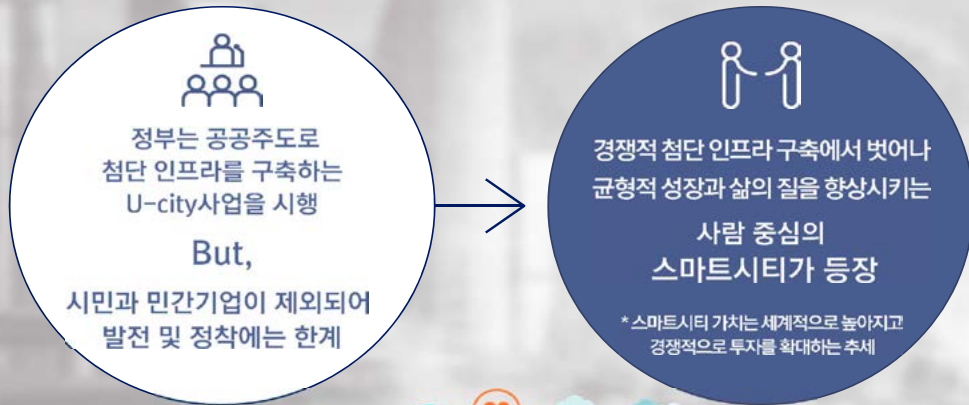 정부는 공공주도로
첨단 인프라를 구축하는
U-city사업을 시행
But,
시민과 민간기업이 제외되어
발전 및 정착에는 한계
경쟁적 첨단 인프라 구축에서 벗어나
균형적 성장과 삶의 질을 향상시키는
사람 중심의
스마트시티가 등장
* 스마트시티 가치는 세계적으로 높아지고
경쟁적으로 투자를 확대하는 추세